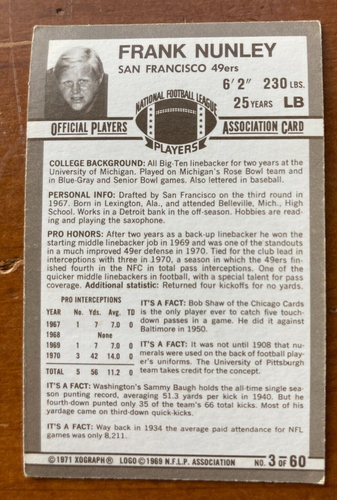 FRANK NUNLEY
SAN FRANCISCO 49ers
6' 2" 230 LBS.
25 YEARS LB
NATIONAL FOOTBALL LEAGUE
PLAYERS
OFFICIAL PLAYERS ASSOCIATION CARD
COLLEGE BACKGROUND: All Big-Ten linebacker for two years at the
University of Michigan. Played on Michigan's Rose Bowl team and
in Blue-Gray and Senior Bowl games. Also lettered in baseball.
PERSONAL INFO: Drafted by San Francisco on the third round in
1967. Born in Lexington, Ala., and attended Belleville, Mich., High
School. Works in a Detroit bank in the off-season. Hobbies are reading
and playing the saxophone.
PRO HONORS: After two years as a back-up linebacker he won the
starting middle linebacker job in 1969 and was one of the standouts
in a much improved 49er defense in 1970. Tied for the club lead in
interceptions with three in 1970, a season in which the 49ers finished
fourth in the NFC in total pass interceptions. One of the
quicker middle linebackers in football, with a special talent for pass
coverage. Additional statistic: Returned four kickoffs for no yards.
PRO INTERCEPTIONS
YEAR No. Yds. Avg. TD
1967 1 7 7.0 0
1968 None
1969 1 7 7.0 0
1970 3 42 14.0 0
TOTAL 5 56 11.2 0
IT'S A FACT: Bob Shaw of the Chicago Cards
is the only player ever to catch five touchdown
passes in a game. He did it against
Baltimore in 1950.
IT'S A FACT: It was not until 1908 that numerals
were used on the back of football player's
uniforms. The University of Pittsburgh
team takes credit for the concept.
IT'S A FACT: Washington's Sammy Baugh holds the all-time single season
punting record, averaging 51.3 yards per kick in 1940. But he
fourth-down punted only 35 of the team's 66 total kicks. Most of his
yardage came on third-down quick-kicks.
IT'S A FACT: Way back in 1934 the average paid attendance for NFL
games was only 8,211.
©1971 XOGRAPH® LOGO©1969 N.F.L.P. ASSOCIATION NO. 3 OF 60